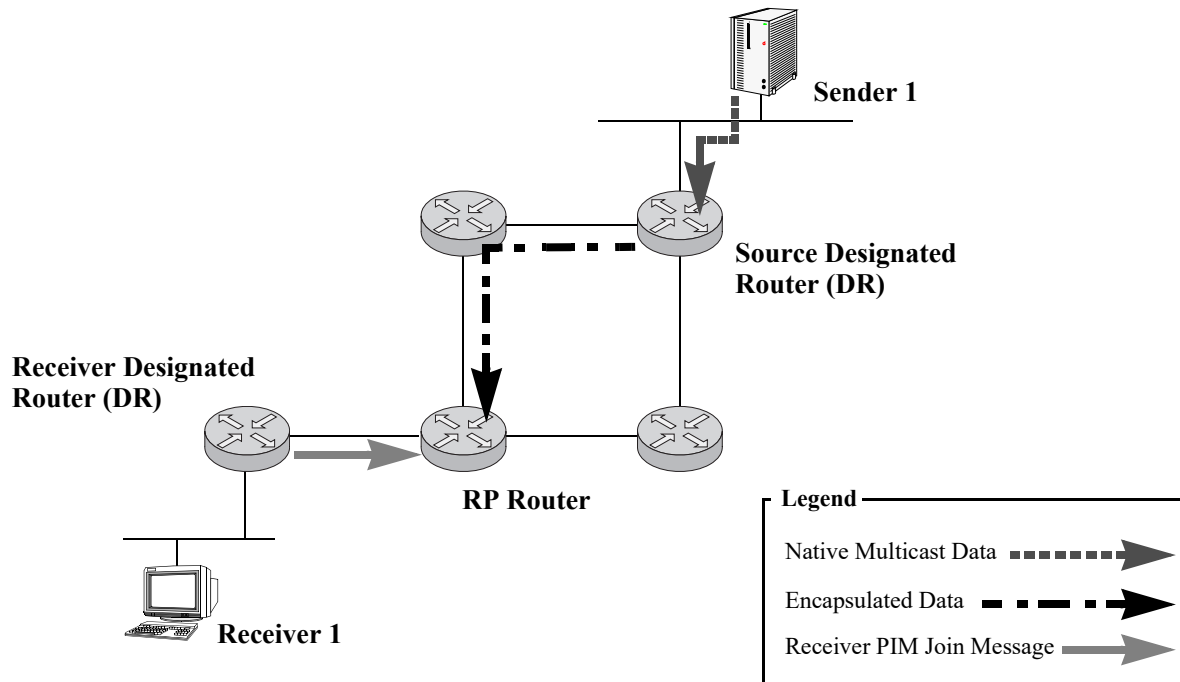 Sender 1
Source Designated
Router (DR)
Receiver Designated
Router (DR)
RP Router
Receiver 1
Legend
Native Multicast Data
Encapsulated Data
Receiver PIM Join Message